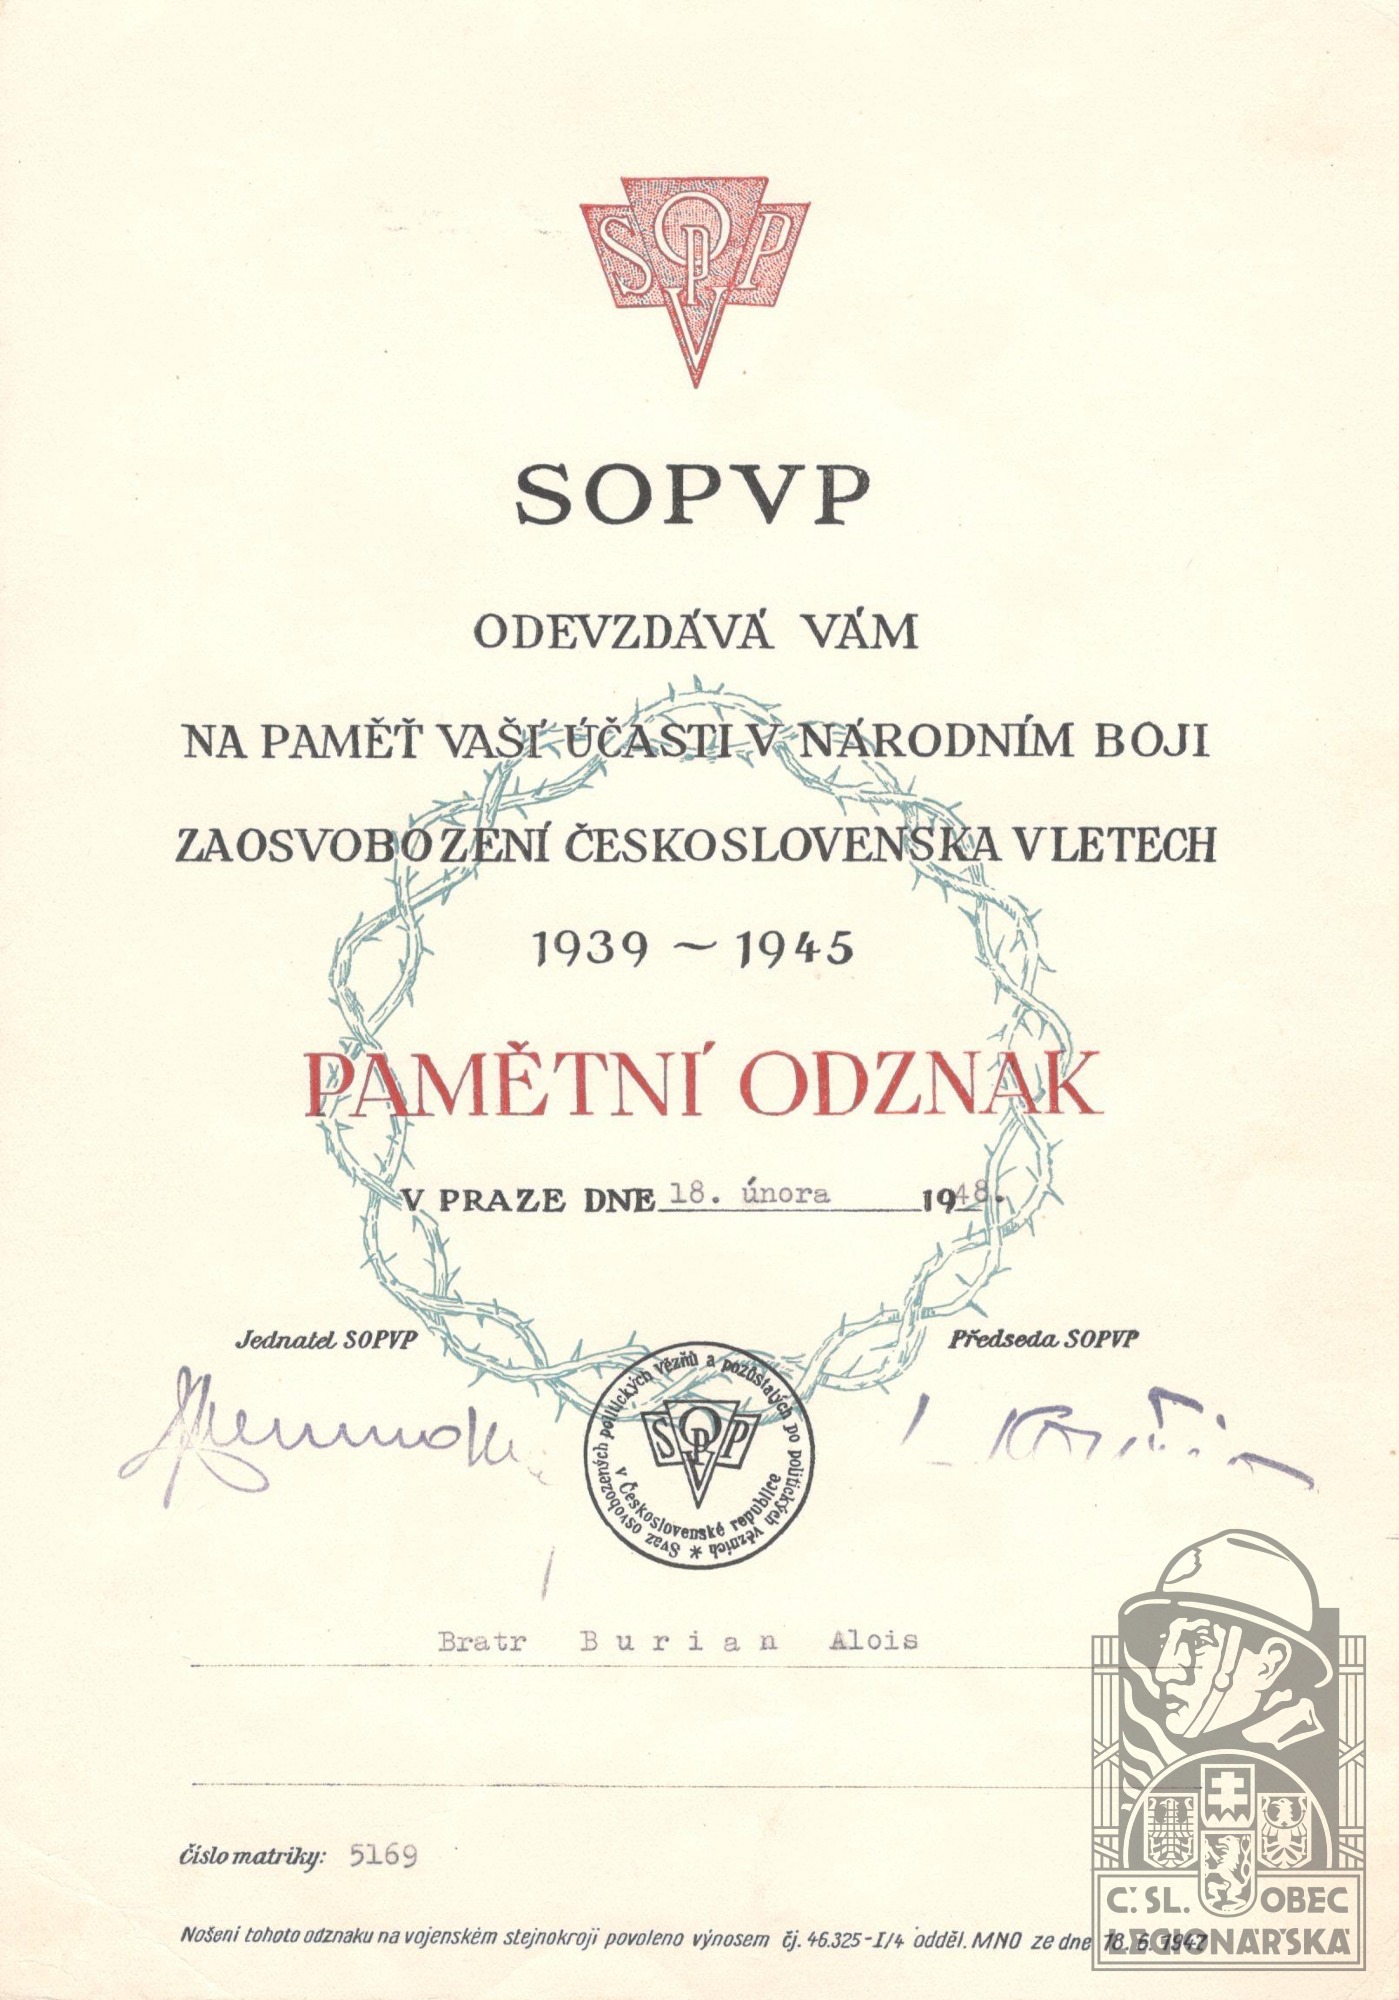 SOPVP
SOPVP
ODEVZDÁVÁ VÁM
NA PAMĚŤ VAŠÍ ÚČASTI V NÁRODNÍM BOJI
ZA OSVOBOZENÍ ČESKOSLOVENSKA V LETECH
1939 ~ 1945
PAMĚTNÍ ODZNAK
V PRAZE DNE 18. února 1948.
Jednatel SOPVP
Předseda SOPVP
Svaz osvobozených politických vězňů a pozůstalých po politických vězních
v Československé republice
SOPVP
Bratr Burian Alois
Číslo matriky: 5169
Nošení tohoto odznaku na vojenském stejnokroji povoleno výnosem čj. 46.325-I/4 odděl. MNO ze dne 18. 6. 1947
Č. SL. OBEC
LEGIONÁŘSKÁ